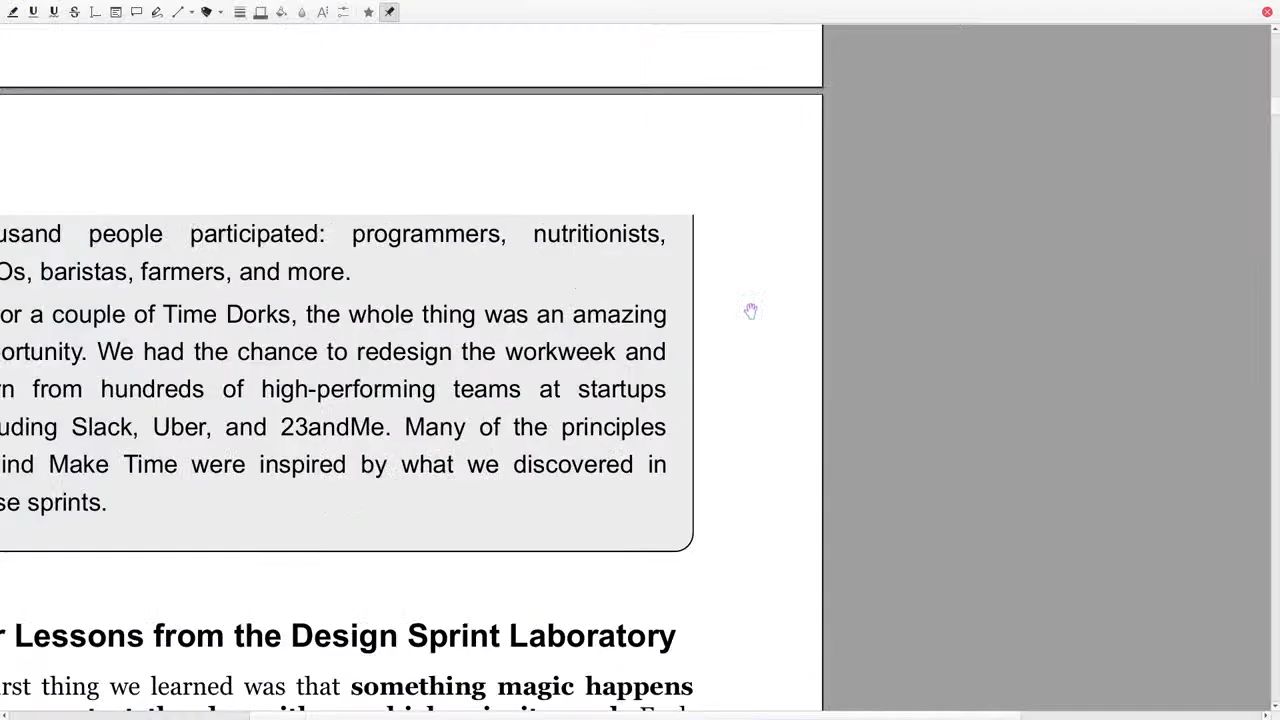 usand people participated: programmers, nutritionists,
Os, baristas, farmers, and more.
or a couple of Time Dorks, the whole thing was an amazing
ortunity. We had the chance to redesign the workweek and
rn from hundreds of high-performing teams at startups
uding Slack, Uber, and 23andMe. Many of the principles
ind Make Time were inspired by what we discovered in
se sprints.
r Lessons from the Design Sprint Laboratory
irst thing we learned was that something magic happens